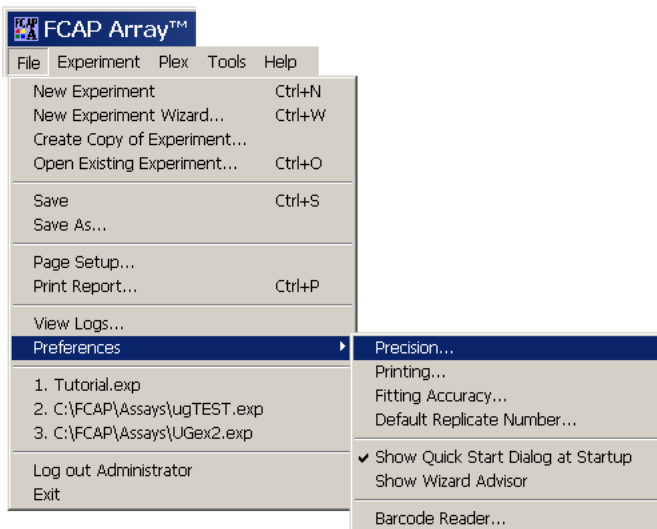 FCAP Array™
File Experiment Plex Tools Help
New Experiment Ctrl+N
New Experiment Wizard... Ctrl+W
Create Copy of Experiment...
Open Existing Experiment... Ctrl+O
Save Ctrl+S
Save As...
Page Setup...
Print Report... Ctrl+P
View Logs...
Preferences
1. Tutorial.exp
2. C:\FCAP\Assays\ugTEST.exp
3. C:\FCAP\Assays\UGex2.exp
Log out Administrator
Exit
Precision...
Printing...
Fitting Accuracy...
Default Replicate Number...
Show Quick Start Dialog at Startup
Show Wizard Advisor
Barcode Reader...